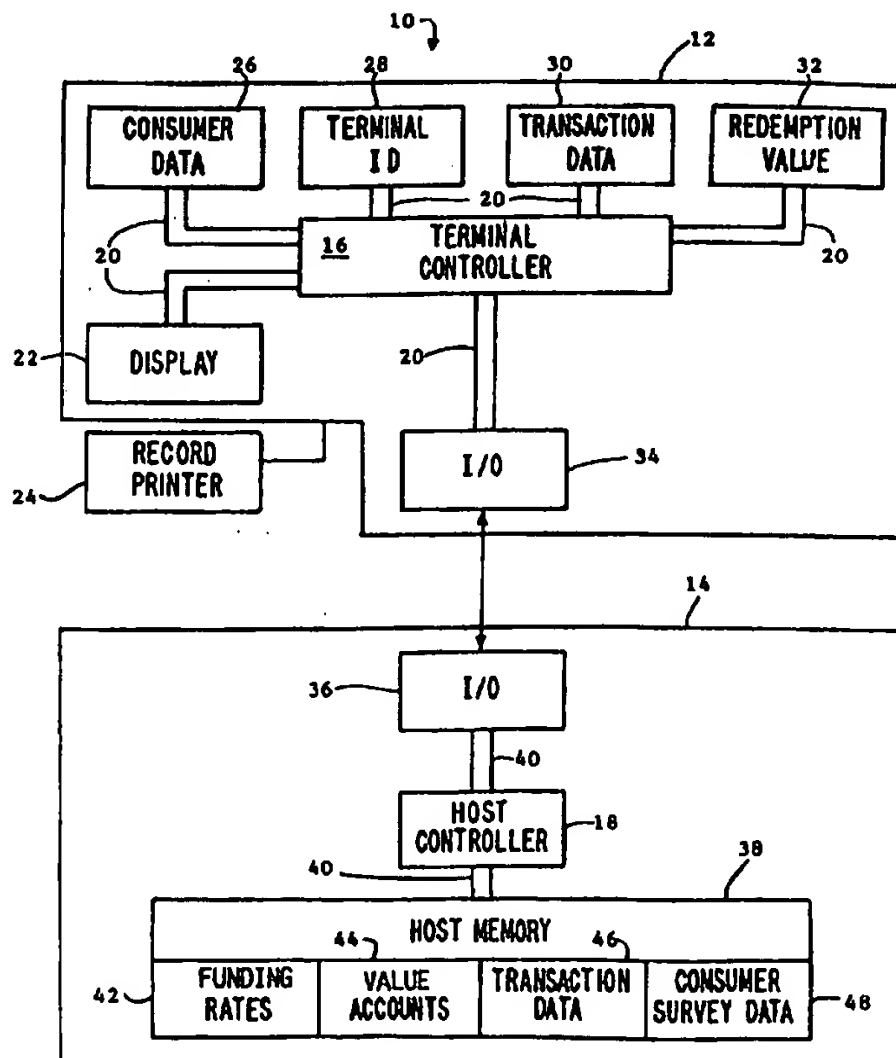 10
12
26
28
30
32
CONSUMER
DATA
TERMINAL
ID
TRANSACTION
DATA
REDEMPTION
VALUE
20
20
16
TERMINAL
CONTROLLER
20
22
DISPLAY
20
24
RECORD
PRINTER
I/O
34
14
36
I/O
40
HOST
CONTROLLER
18
40
38
HOST MEMORY
44
46
42
FUNDING
RATES
VALUE
ACCOUNTS
TRANSACTION
DATA
CONSUMER
SURVEY DATA
48